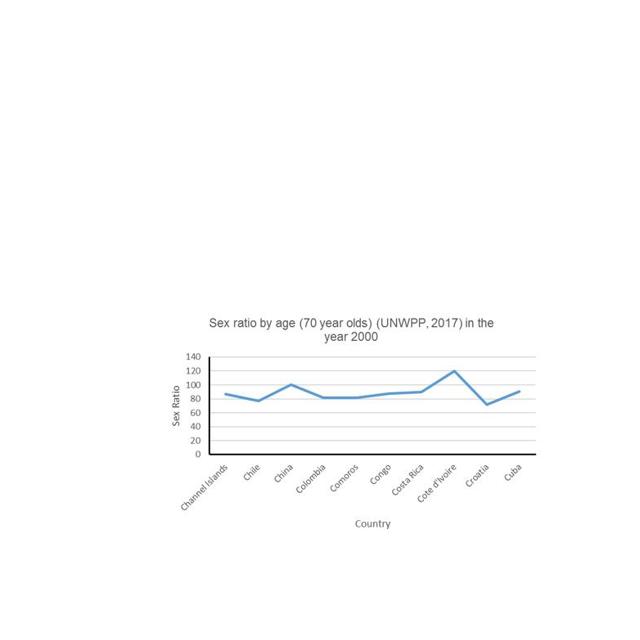 Sex ratio by age (70 year olds) (UNWPP, 2017) in the
year 2000
140
120
100
80
60
40
20
0
Sex Ratio
Channel Islands
Chile
China
Colombia
Comoros
Congo
Costa Rica
Cote d'Ivoire
Croatia
Cuba
Country